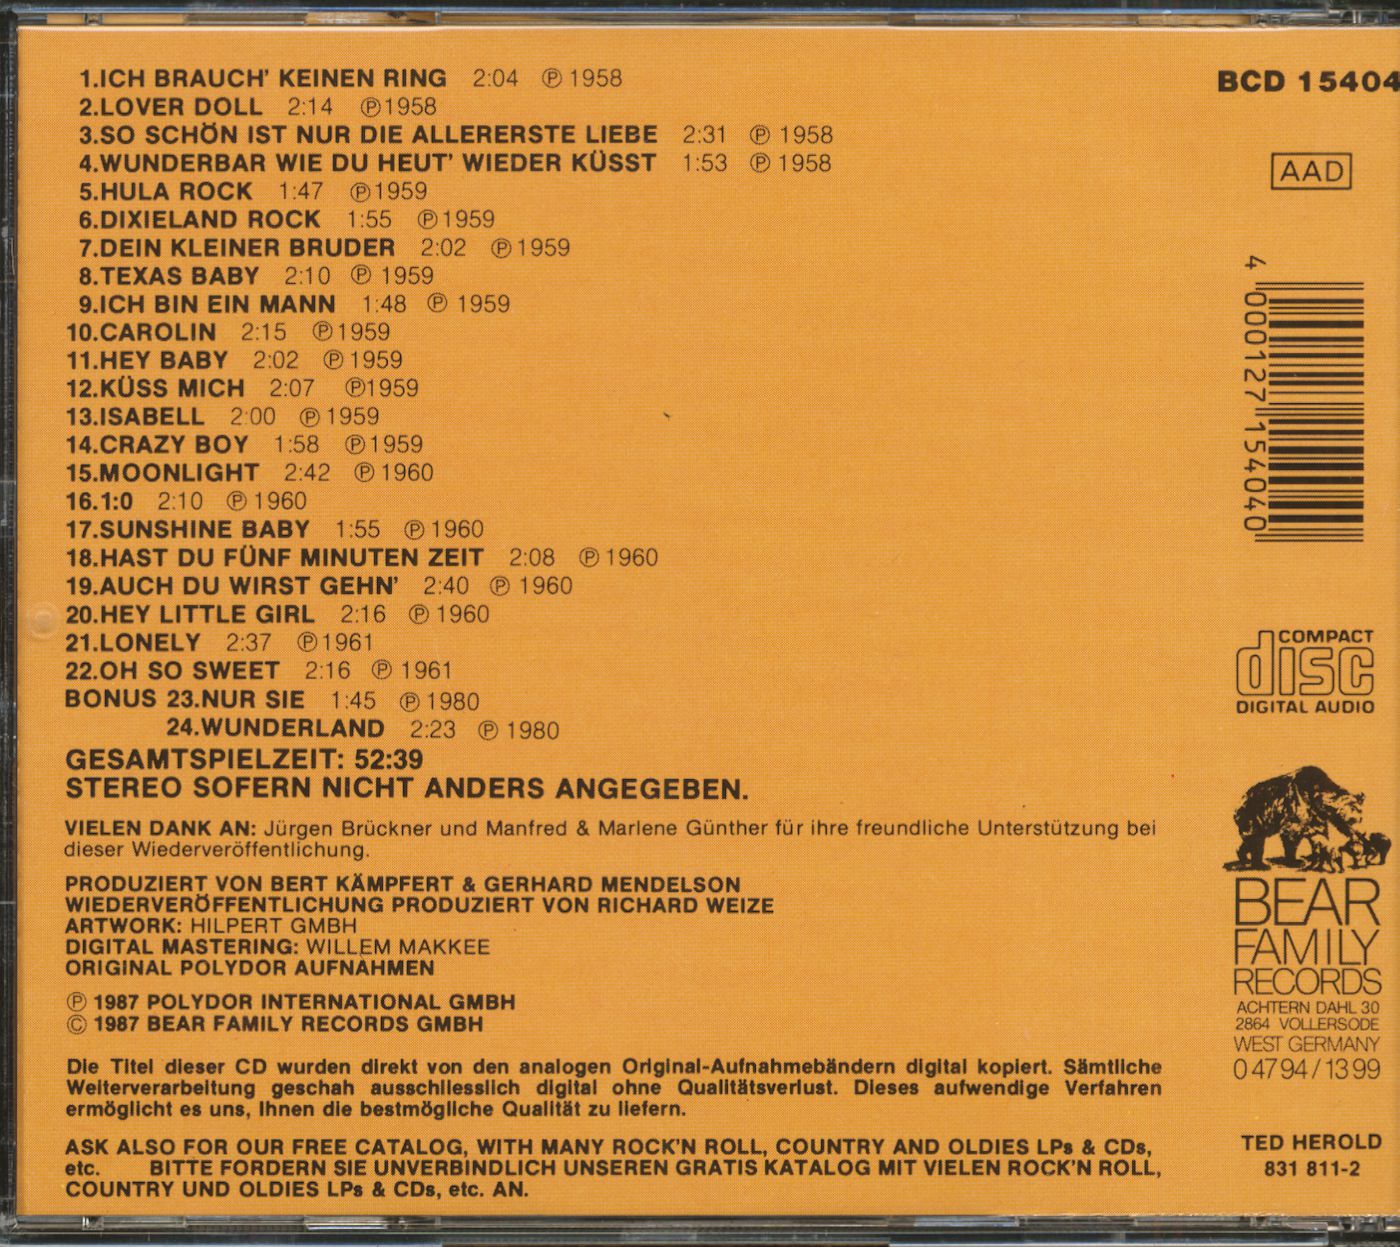 1.ICH BRAUCH' KEINEN RING 2:04 Ⓟ 1958
2.LOVER DOLL 2:14 Ⓟ1958
3.SO SCHÖN IST NUR DIE ALLERERSTE LIEBE 2:31 Ⓟ 1958
4.WUNDERBAR WIE DU HEUT' WIEDER KÜSST 1:53 Ⓟ 1958
5.HULA ROCK 1:47 Ⓟ1959
6.DIXIELAND ROCK 1:55 Ⓟ1959
7.DEIN KLEINER BRUDER 2:02 Ⓟ1959
8.TEXAS BABY 2:10 Ⓟ 1959
9.ICH BIN EIN MANN 1:48 Ⓟ 1959
10.CAROLIN 2:15 Ⓟ1959
11.HEY BABY 2:02 Ⓟ1959
12.KÜSS MICH 2:07 Ⓟ1959
13.ISABELL 2:00 Ⓟ1959
14.CRAZY BOY 1:58 Ⓟ1959
15.MOONLIGHT 2:42 Ⓟ 1960
16.1:0 2:10 Ⓟ 1960
17.SUNSHINE BABY 1:55 Ⓟ 1960
18.HAST DU FÜNF MINUTEN ZEIT 2:08 Ⓟ 1960
19.AUCH DU WIRST GEHN' 2:40 Ⓟ 1960
20.HEY LITTLE GIRL 2:16 Ⓟ 1960
21.LONELY 2:37 Ⓟ1961
22.OH SO SWEET 2:16 Ⓟ 1961
BONUS 23.NUR SIE 1:45 Ⓟ 1980
24.WUNDERLAND 2:23 Ⓟ 1980
GESAMTSPIELZEIT: 52:39
STEREO SOFERN NICHT ANDERS ANGEGEBEN.
VIELEN DANK AN: Jürgen Brückner und Manfred & Marlene Günther für ihre freundliche Unterstützung bei
dieser Wiederveröffentlichung.
PRODUZIERT VON BERT KÄMPFERT & GERHARD MENDELSON
WIEDERVERÖFFENTLICHUNG PRODUZIERT VON RICHARD WEIZE
ARTWORK: HILPERT GMBH
DIGITAL MASTERING: WILLEM MAKKEE
ORIGINAL POLYDOR AUFNAHMEN
Ⓟ 1987 POLYDOR INTERNATIONAL GMBH
© 1987 BEAR FAMILY RECORDS GMBH
Die Titel dieser CD wurden direkt von den analogen Original-Aufnahmebändern digital kopiert. Sämtliche
Weiterverarbeitung geschah ausschliesslich digital ohne Qualitätsverlust. Dieses aufwendige Verfahren
ermöglicht es uns, Ihnen die bestmögliche Qualität zu liefern.
ASK ALSO FOR OUR FREE CATALOG, WITH MANY ROCK'N ROLL, COUNTRY AND OLDIES LPs & CDs,
etc. BITTE FORDERN SIE UNVERBINDLICH UNSEREN GRATIS KATALOG MIT VIELEN ROCK'N ROLL,
COUNTRY UND OLDIES LPs & CDs, etc. AN.
BCD 15404
AAD
4 000127 154040
COMPACT
disc
DIGITAL AUDIO
BEAR
FAMILY
RECORDS
ACHTERN DAHL 30
2864 VOLLERSODE
WEST GERMANY
0 47 94 / 13 99
TED HEROLD
831 811-2